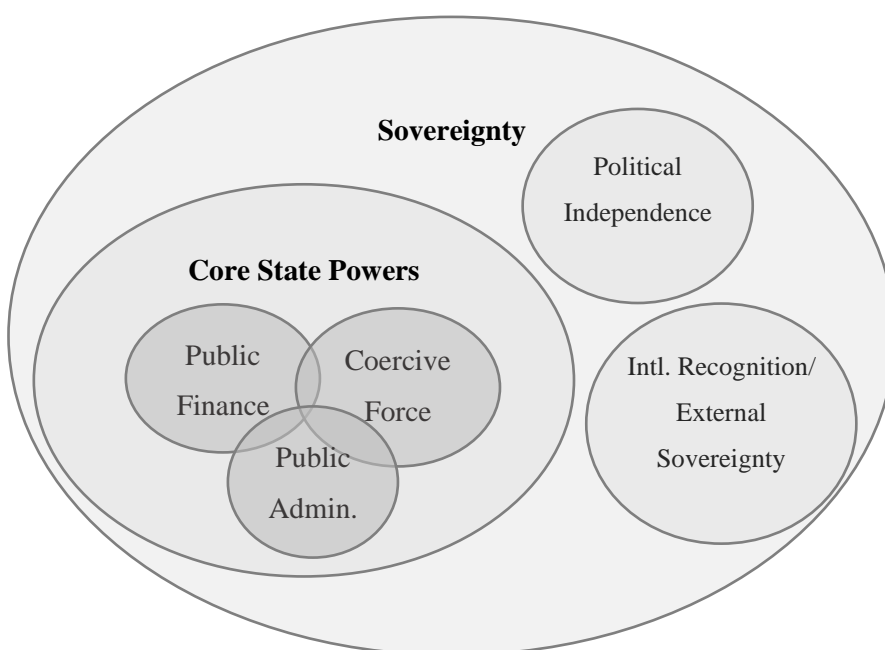 Sovereignty
Political
Independence
Core State Powers
Public
Finance
Coercive
Force
Public
Admin.
Intl. Recognition/
External
Sovereignty